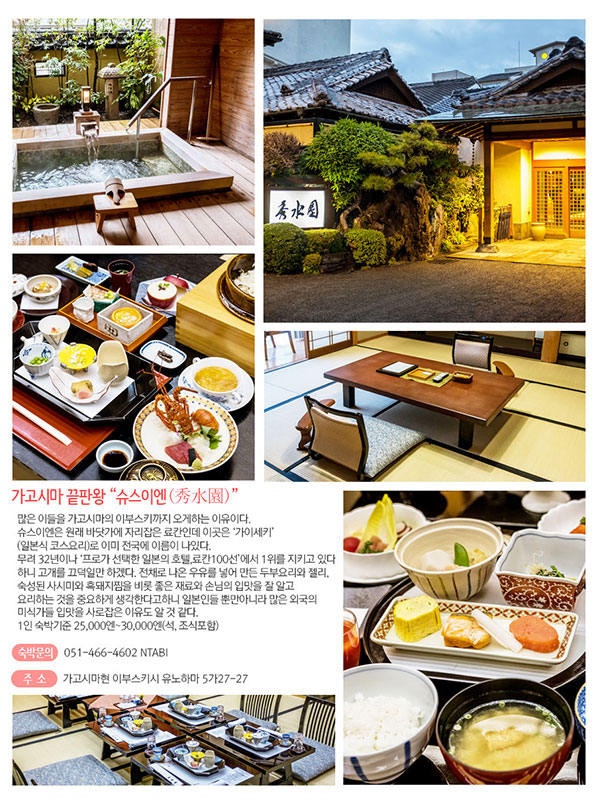 秀水園
가고시마 끝판왕 “슈스이엔(秀水園)”
많은 이들을 가고시마의 이부스키까지 오게하는 이유이다.
슈스이엔은 원래 바닷가에 자리잡은 료칸인데 이곳은 ‘가이세키’
(일본식 코스요리)로 이미 전국에 이름이 나있다.
무려 32년이나 ‘프로가 선택한 일본의 호텔,료칸100선’에서 1위를 지키고 있다
하니 고개를 끄덕일만 하겠다. 전채로 나온 우유를 넣어 만든 두부요리와 젤리,
숙성된 사시미와 흑돼지찜을 비롯 좋은 재료와 손님의 입맛을 잘 알고
요리하는 것을 중요하게 생각한다고하니 일본인들 뿐만아니라 많은 외국의
미식가들 입맛을 사로잡은 이유도 알 것 같다.
1인 숙박기준 25,000엔~30,000엔(석, 조식포함)
숙박문의 051-466-4602 NTABI
주 소 가고시마현 이부스키시 유노하마 5가27-27